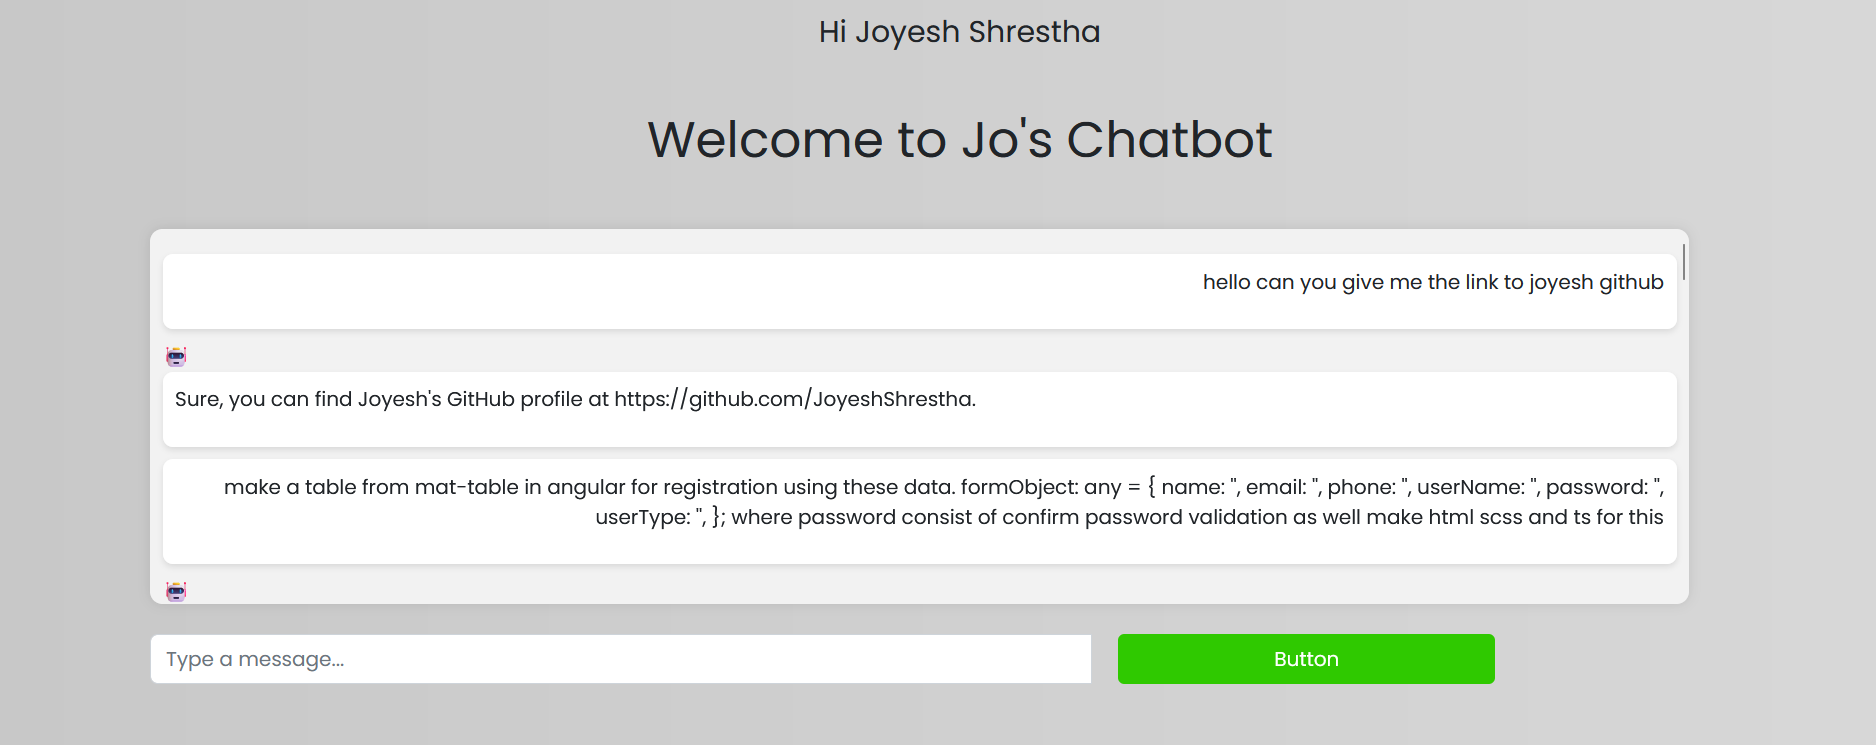 Hi Joyesh Shrestha
Welcome to Jo's Chatbot
hello can you give me the link to joyesh github
Sure, you can find Joyesh's GitHub profile at https://github.com/JoyeshShrestha.
make a table from mat-table in angular for registration using these data. formObject: any = { name: '', email: '', phone: '', userName: '', password: '',
userType: '', }; where password consist of confirm password validation as well make html scss and ts for this
Type a message...
Button